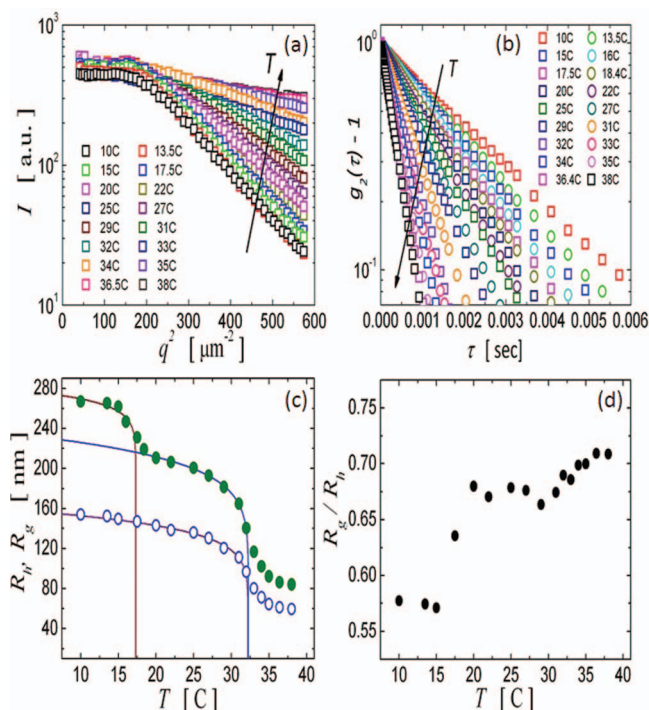 (a)
T
I [ a.u. ]
10³
10²
10¹
10C 13.5C
15C 17.5C
20C 22C
25C 27C
29C 31C
32C 33C
34C 35C
36.5C 38C
0 100 200 300 400 500 600
q² [ μm⁻² ]
(b)
T
g₂(τ) - 1
10⁰
10⁻¹
10C 13.5C
15C 16C
17.5C 18.4C
20C 22C
25C 27C
29C 31C
32C 33C
34C 35C
36.4C 38C
0.000 0.001 0.002 0.003 0.004 0.005 0.006
τ [ sec]
(c)
Rₕ, R_g [ nm]
280
240
200
160
120
80
40
10 15 20 25 30 35 40
T [ C]
(d)
R_g / Rₕ
0.75
0.70
0.65
0.60
0.55
10 15 20 25 30 35 40
T [ C]